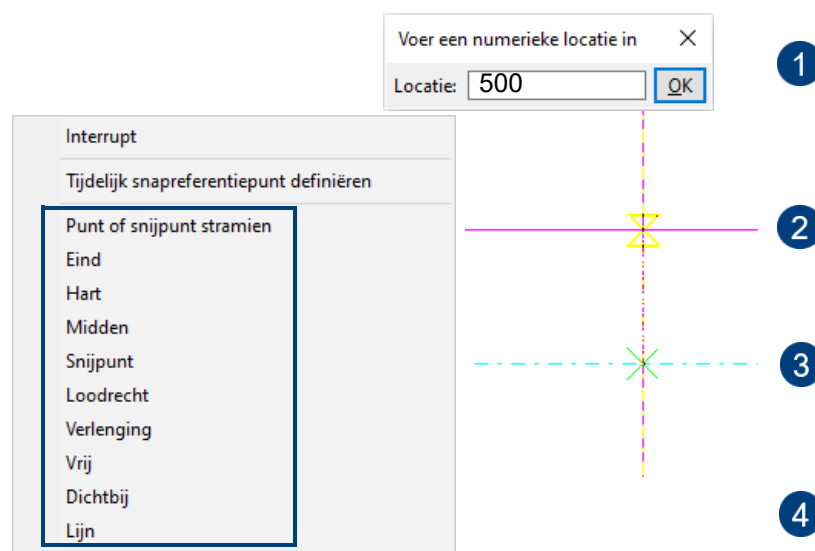 Voer een numerieke locatie in
1
Locatie: 500 OK
Interrupt
Tijdelijk snapreferentiepunt definiëren
Punt of snijpunt stramien
2
Eind
Hart
Midden
Snijpunt
3
Loodrecht
Verlenging
Vrij
Dichtbij
4
Lijn